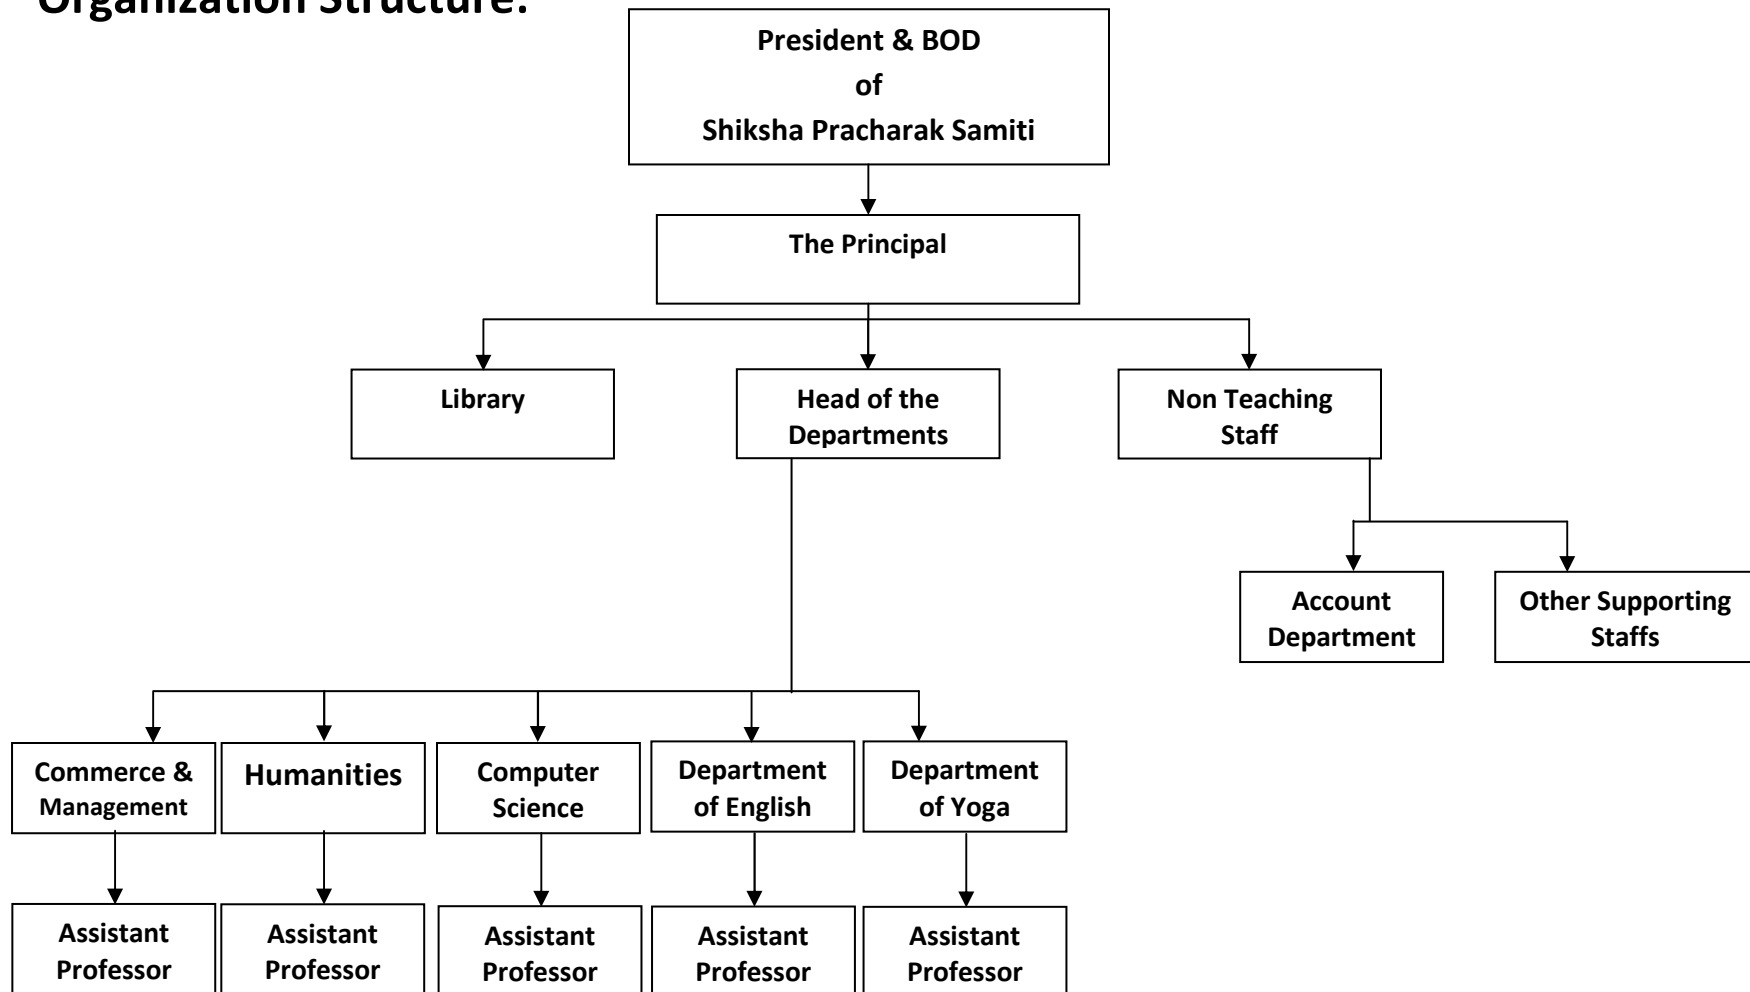 Organization Structure:
President & BOD
of
Shiksha Pracharak Samiti
The Principal
Library
Head of the
Departments
Non Teaching
Staff
Account
Department
Other Supporting
Staffs
Commerce &
Management
Humanities
Computer
Science
Department
of English
Department
of Yoga
Assistant
Professor
Assistant
Professor
Assistant
Professor
Assistant
Professor
Assistant
Professor